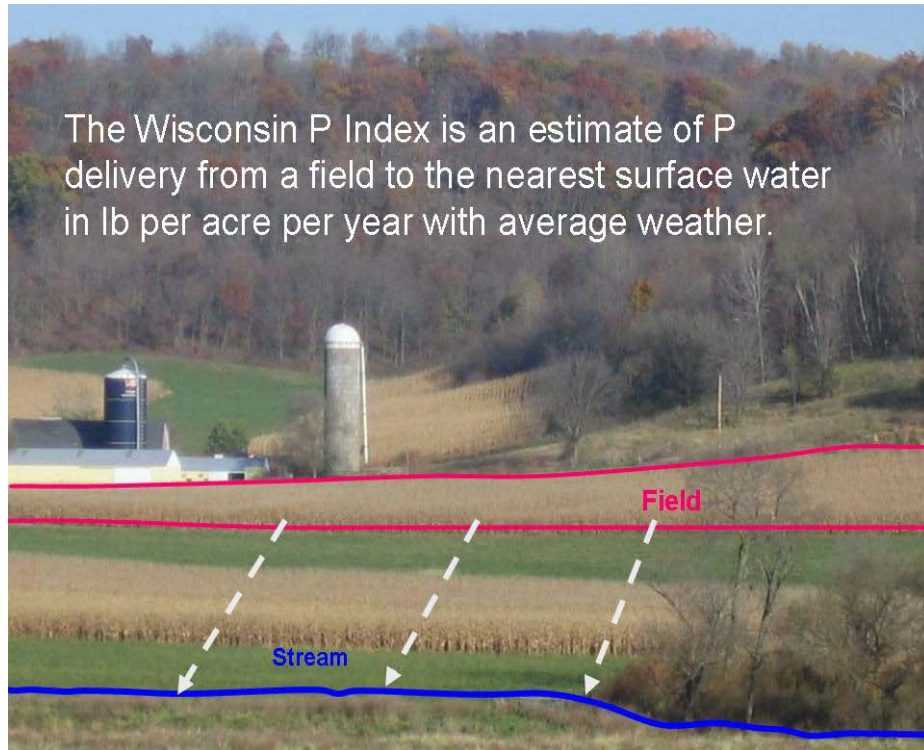 The Wisconsin P Index is an estimate of P
delivery from a field to the nearest surface water
in lb per acre per year with average weather.
Field
Stream